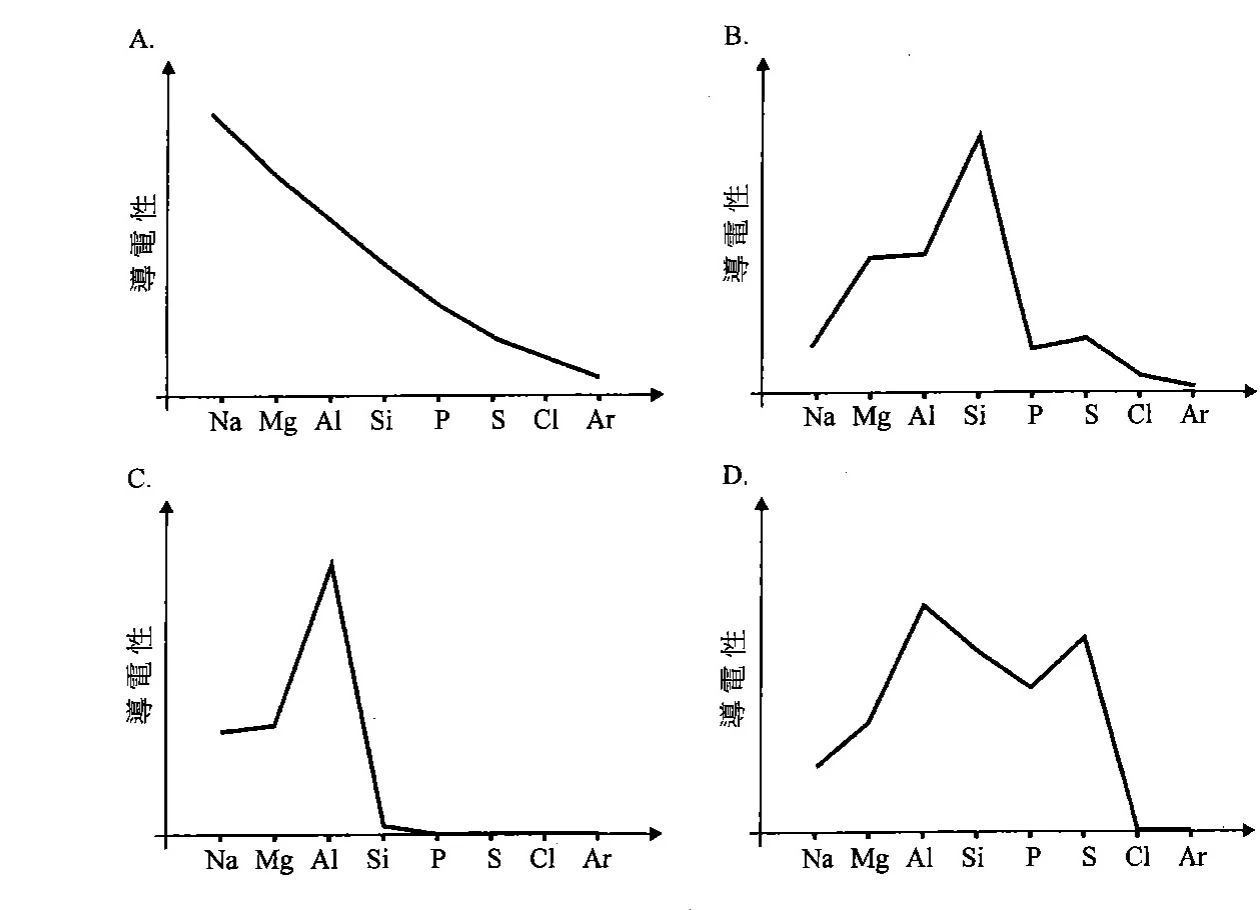 A.
導電性
Na Mg Al Si P S Cl Ar
B.
導電性
Na Mg Al Si P S Cl Ar
C.
導電性
Na Mg Al Si P S Cl Ar
D.
導電性
Na Mg Al Si P S Cl Ar